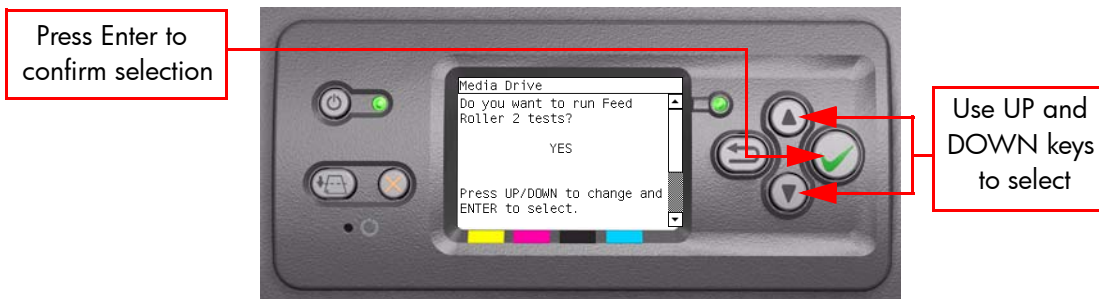 Press Enter to
confirm selection
Media Drive
Do you want to run Feed
Roller 2 tests?
YES
Press UP/DOWN to change and
ENTER to select.
Use UP and
DOWN keys
to select